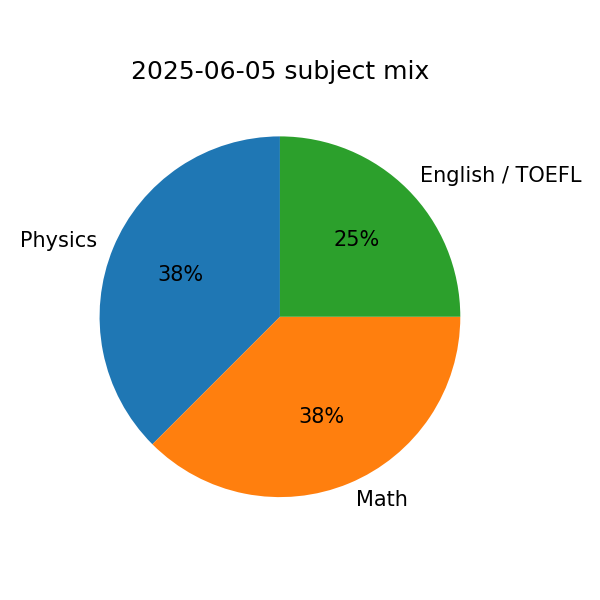 2025-06-05 subject mix
English / TOEFL
Physics
25%
38%
38%
Math